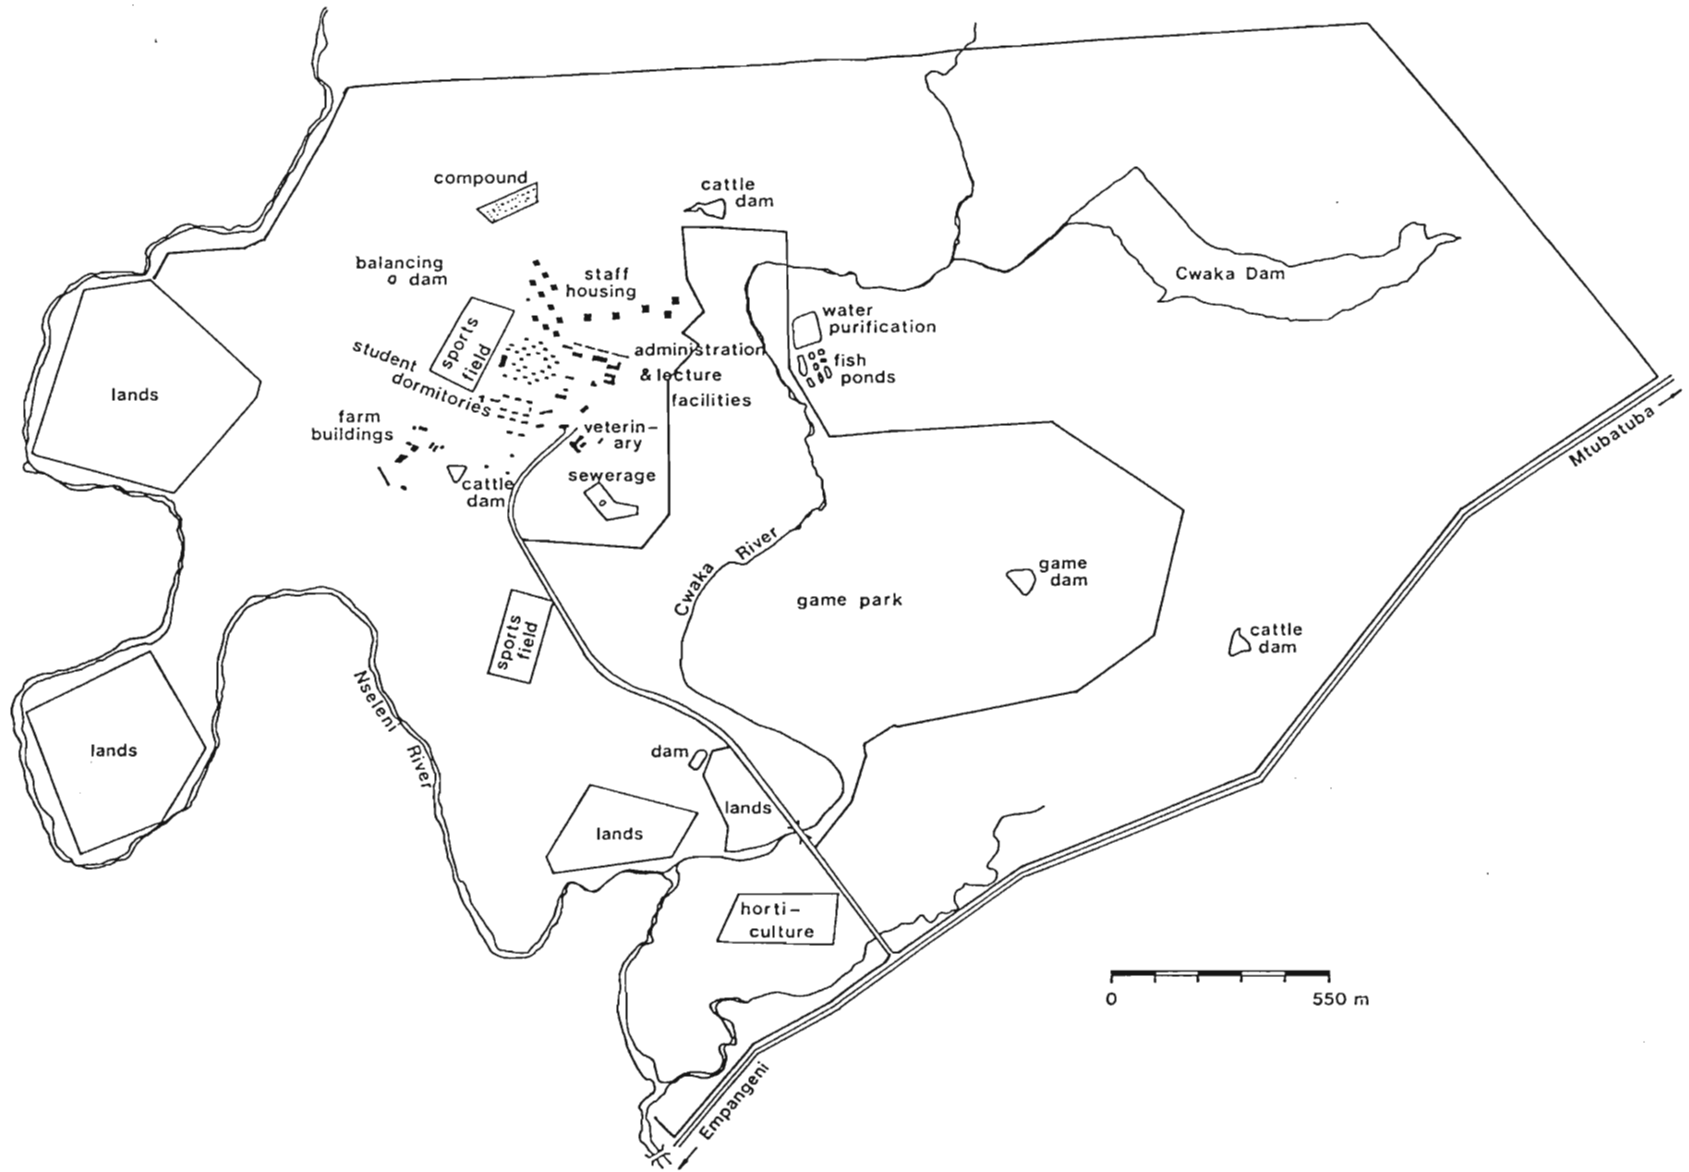 compound
cattle
dam
balancing
dam
staff
housing
Cwaka Dam
water
purification
sports
field
student
dormitories
administration
& lecture
facilities
fish
ponds
lands
farm
buildings
veterin-
ary
cattle
dam
sewerage
Mtubatuba
Cwaka River
game
dam
game park
sports
field
cattle
dam
Nseleni River
lands
dam
lands
lands
horti-
culture
0 550 m
Empangeni